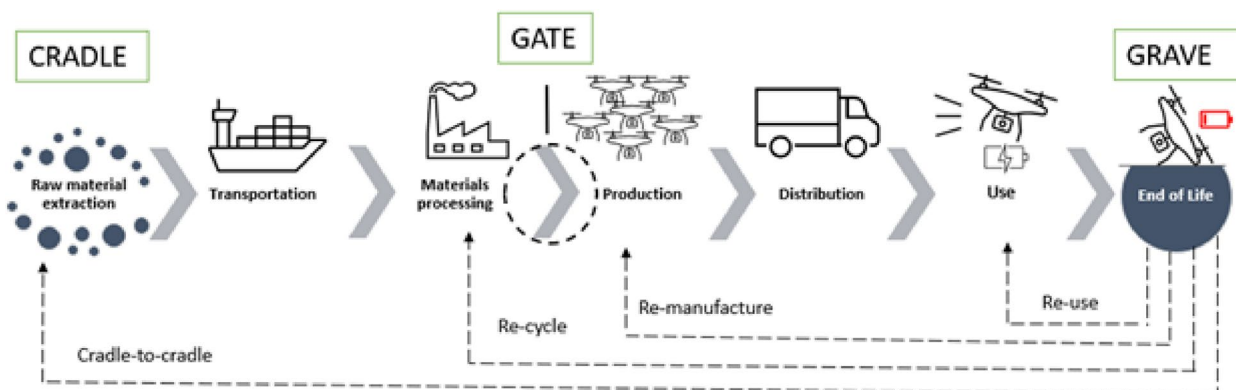 CRADLE
GATE
GRAVE
Raw material
extraction
Transportation
Materials
processing
Production
Distribution
Use
End of Life
Re-use
Re-manufacture
Re-cycle
Cradle-to-cradle